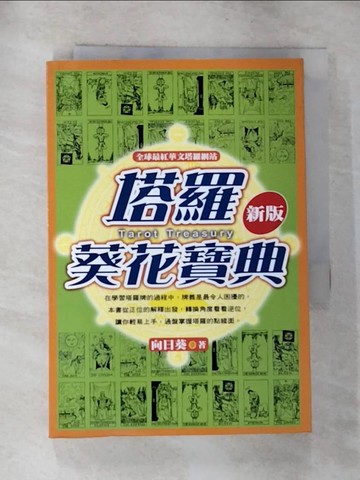 全球最紅華文塔羅網站
塔羅
新版
Tarot Treasury
葵花寶典
在學習塔羅牌的過程中，牌義是最令人困擾的。
本書從正位的解釋出發，轉換角度看看逆位，
讓你輕易上手，通盤掌握塔羅的點線面。
向日葵 著